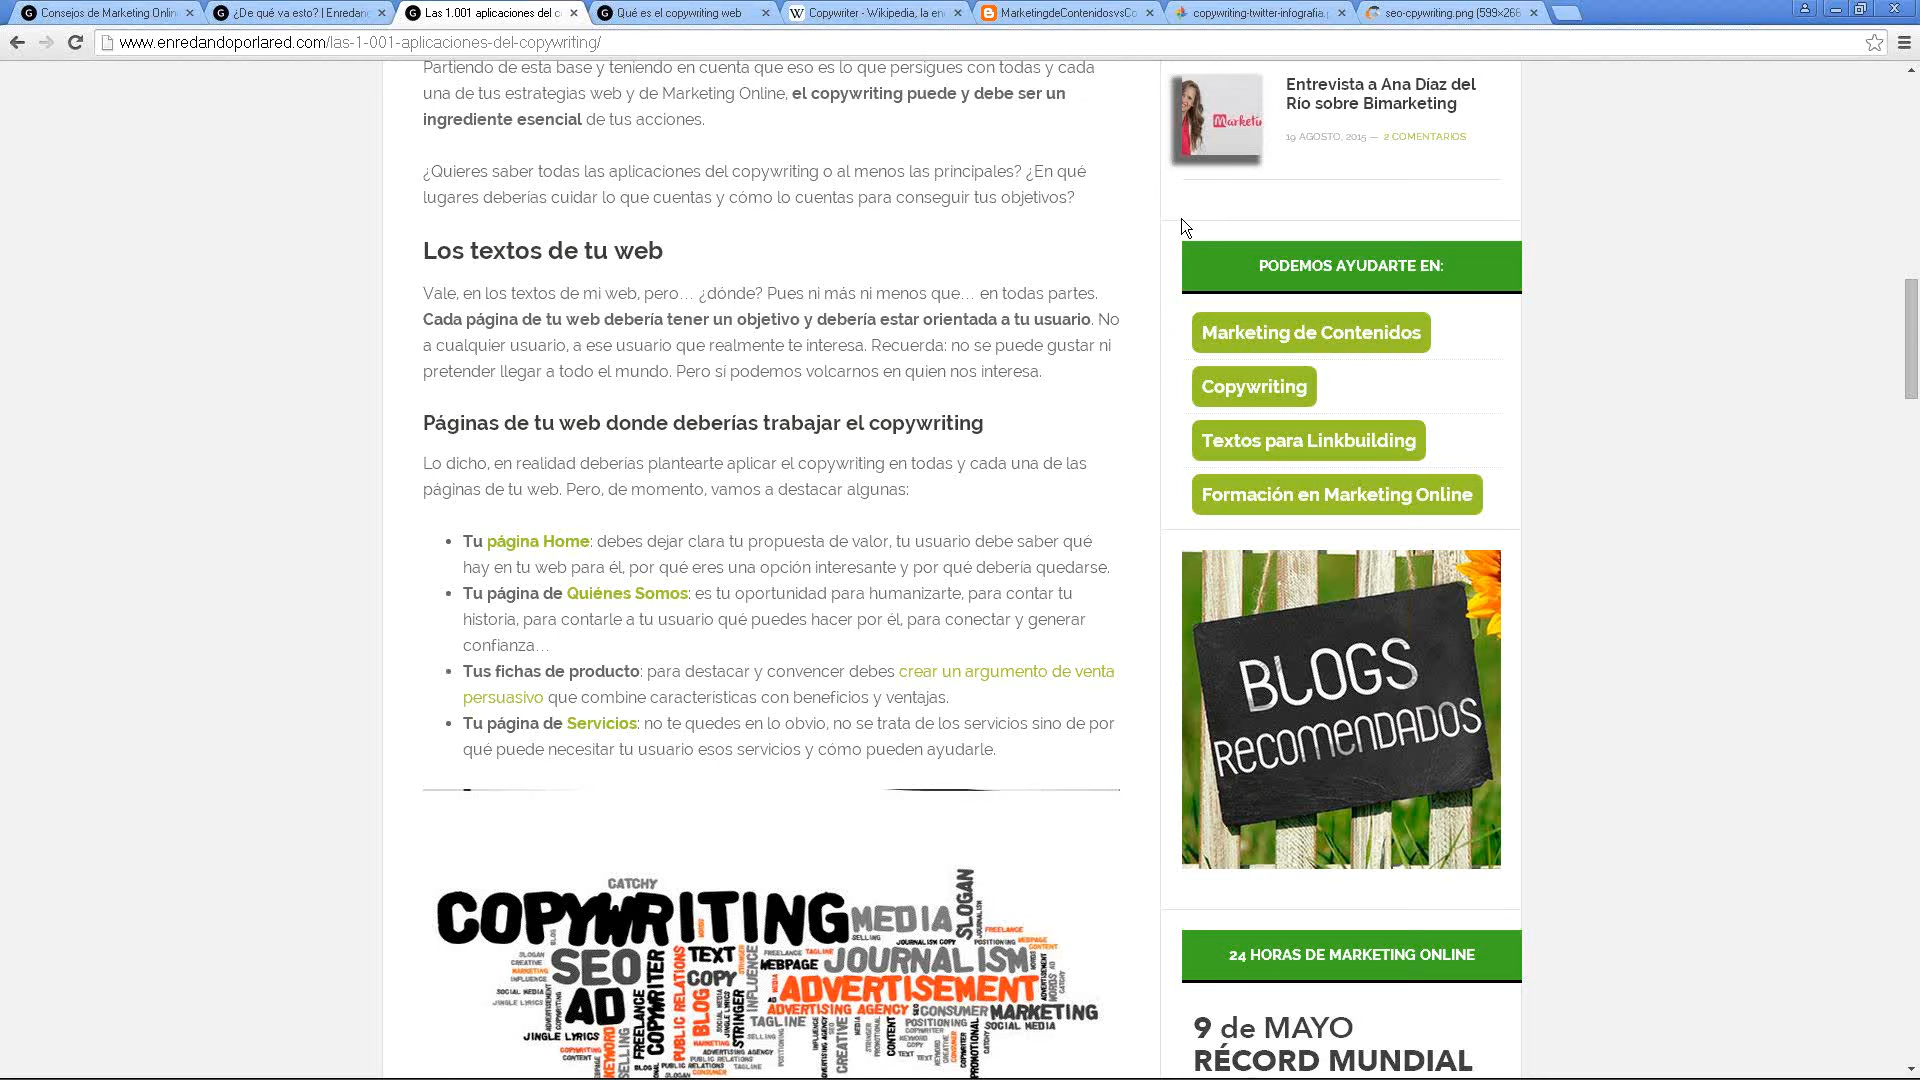 Consejos de Marketing Onlin
¿De qué va esto? | Enredan
Las 1.001 aplicaciones del c
Qué es el copywriting web
Copywriter - Wikipedia, la en
MarketingdeContenidosvsCo
copywriting-twitter-infografia.
seo-cpywriting.png (599×266
www.enredandoporlared.com/las-1-001-aplicaciones-del-copywriting/
Partiendo de esta base y teniendo en cuenta que eso es lo que persigues con todas y cada
una de tus estrategias web y de Marketing Online, el copywriting puede y debe ser un
ingrediente esencial de tus acciones.
¿Quieres saber todas las aplicaciones del copywriting o al menos las principales? ¿En qué
lugares deberías cuidar lo que cuentas y cómo lo cuentas para conseguir tus objetivos?
Los textos de tu web
Vale, en los textos de mi web, pero… ¿dónde? Pues ni más ni menos que… en todas partes.
Cada página de tu web debería tener un objetivo y debería estar orientada a tu usuario. No
a cualquier usuario, a ese usuario que realmente te interesa. Recuerda: no se puede gustar ni
pretender llegar a todo el mundo. Pero sí podemos volcarnos en quien nos interesa.
Páginas de tu web donde deberías trabajar el copywriting
Lo dicho, en realidad deberías plantearte aplicar el copywriting en todas y cada una de las
páginas de tu web. Pero, de momento, vamos a destacar algunas:
Tu página Home: debes dejar clara tu propuesta de valor, tu usuario debe saber qué
hay en tu web para él, por qué eres una opción interesante y por qué debería quedarse.
Tu página de Quiénes Somos: es tu oportunidad para humanizarte, para contar tu
historia, para contarle a tu usuario qué puedes hacer por él, para conectar y generar
confianza…
Tus fichas de producto: para destacar y convencer debes crear un argumento de venta
persuasivo que combine características con beneficios y ventajas.
Tu página de Servicios: no te quedes en lo obvio, no se trata de los servicios sino de por
qué puede necesitar tu usuario esos servicios y cómo pueden ayudarle.
CATCHY
COPYWRITING
MEDIA
SLOGAN
SEO
TEXT
COPY
WEBPAGE
JOURNALISM
ADVERTISEMENT
AD
COPYWRITER
PUBLIC RELATIONS
BLOG
STRINGER
INFLUENCE
ADVERTISING AGENCY
CONSUMER
MARKETING
JINGLE LYRICS
FREELANCE
TAGLINE
POSITIONING
SOCIAL MEDIA
KEYWORD
SELLING
CREATIVE
CONTENT
PROMOTIONAL
Entrevista a Ana Díaz del
Río sobre Bimarketing
19 AGOSTO, 2015 — 2 COMENTARIOS
PODEMOS AYUDARTE EN:
Marketing de Contenidos
Copywriting
Textos para Linkbuilding
Formación en Marketing Online
BLOGS
RECOMENDADOS
24 HORAS DE MARKETING ONLINE
9 de MAYO
RÉCORD MUNDIAL